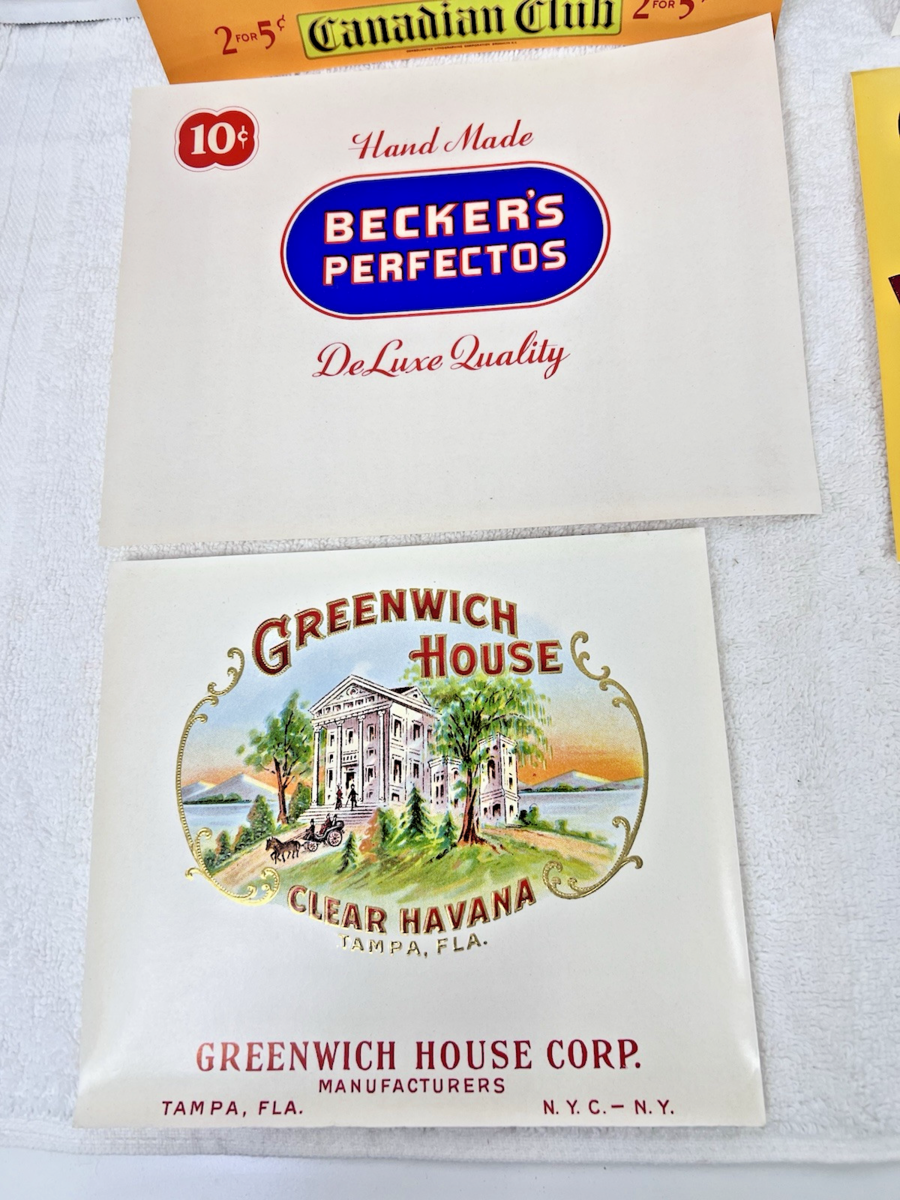 2 FOR 5¢ Canadian Club 2 FOR 5
10¢
Hand Made
BECKER'S
PERFECTOS
DeLuxe Quality
GREENWICH
HOUSE
CLEAR HAVANA
TAMPA, FLA.
GREENWICH HOUSE CORP.
MANUFACTURERS
TAMPA, FLA. N. Y. C. — N. Y.